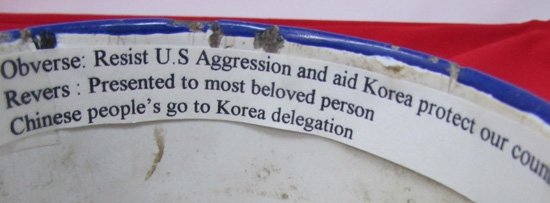 Obverse: Resist U.S Aggression and aid Korea protect our
Revers : Presented to most beloved person
Chinese people's go to Korea delegation